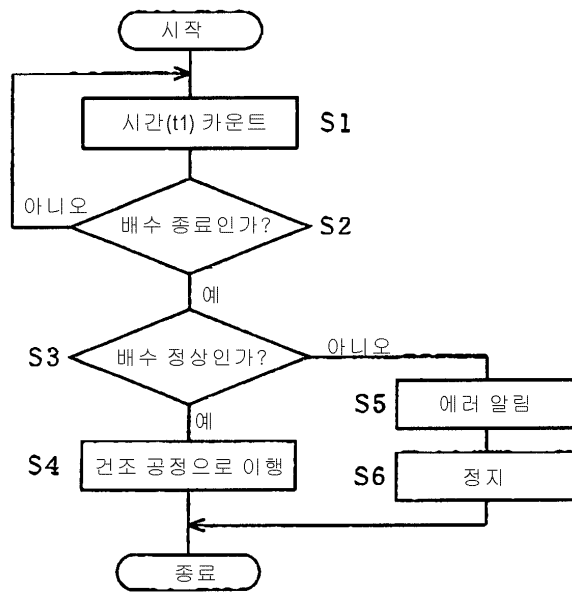 시작
시간(t1) 카운트 S1
아니오
배수 종료인가? S2
예
S3 배수 정상인가? 아니오
S5 에러 알림
예
S4 건조 공정으로 이행
S6 정지
종료